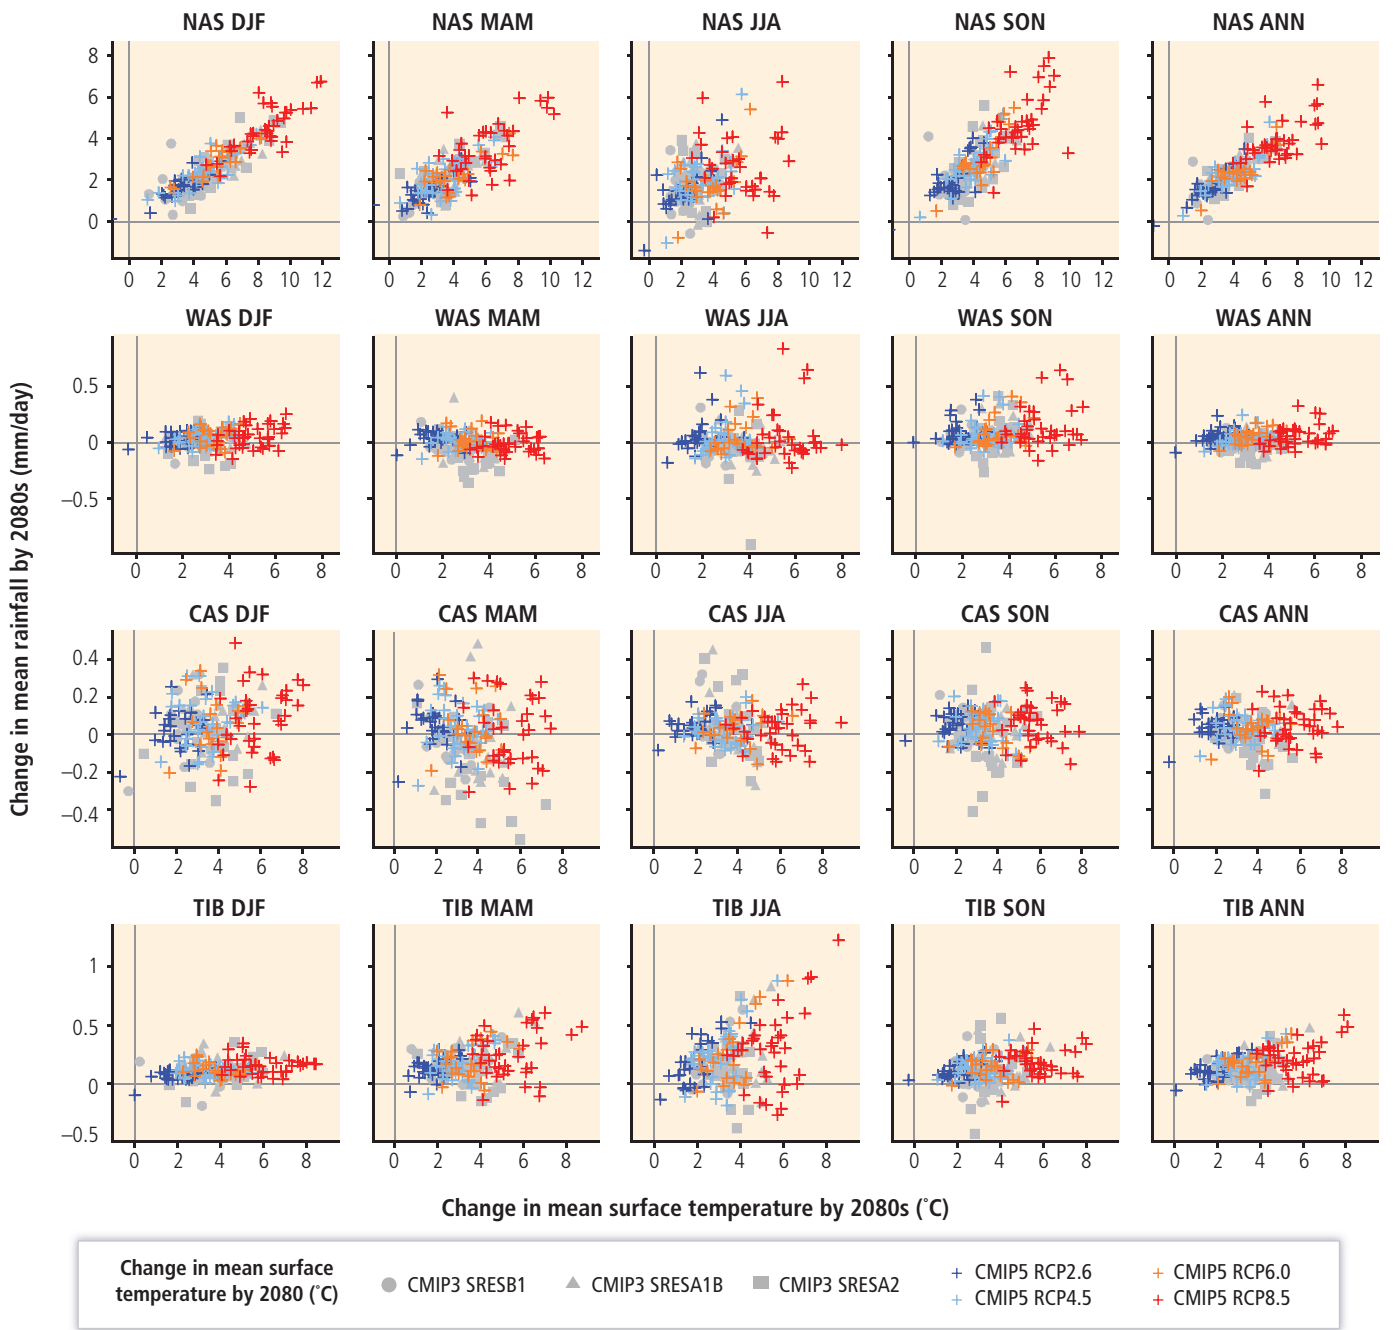 NAS DJF NAS MAM NAS JJA NAS SON NAS ANN
8
6
4
2
0
0 2 4 6 8 10 12 0 2 4 6 8 10 12 0 2 4 6 8 10 12 0 2 4 6 8 10 12 0 2 4 6 8 10 12
WAS DJF WAS MAM WAS JJA WAS SON WAS ANN
0.5
0
–0.5
0 2 4 6 8 0 2 4 6 8 0 2 4 6 8 0 2 4 6 8 0 2 4 6 8
Change in mean rainfall by 2080s (mm/day)
CAS DJF CAS MAM CAS JJA CAS SON CAS ANN
0.4
0.2
0
–0.2
–0.4
0 2 4 6 8 0 2 4 6 8 0 2 4 6 8 0 2 4 6 8 0 2 4 6 8
TIB DJF TIB MAM TIB JJA TIB SON TIB ANN
1
0.5
0
–0.5
0 2 4 6 8 0 2 4 6 8 0 2 4 6 8 0 2 4 6 8 0 2 4 6 8
Change in mean surface temperature by 2080s (˚C)
Change in mean surface
temperature by 2080 (˚C)
CMIP3 SRESB1 CMIP3 SRESA1B CMIP3 SRESA2
CMIP5 RCP2.6 CMIP5 RCP6.0
CMIP5 RCP4.5 CMIP5 RCP8.5